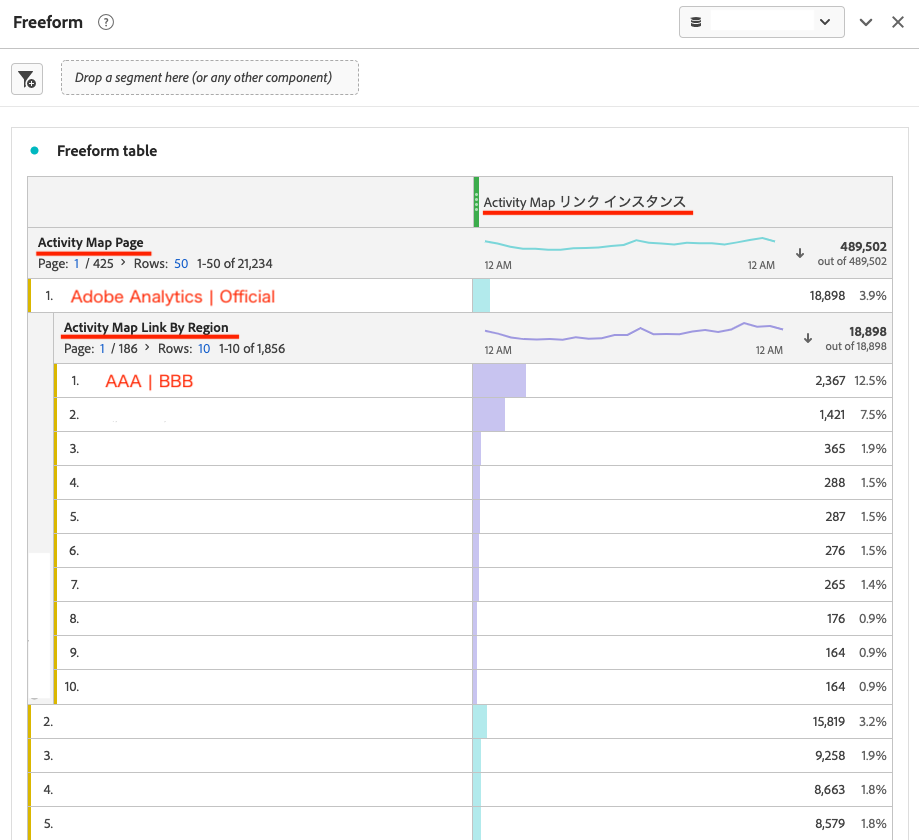 Freeform ?
Drop a segment here (or any other component)
Freeform table
Activity Map リンク インスタンス
Activity Map Page
Page: 1 / 425 > Rows: 50 1-50 of 21,234
12 AM 12 AM
489,502
out of 489,502
1. Adobe Analytics | Official 18,898 3.9%
Activity Map Link By Region
Page: 1 / 186 > Rows: 10 1-10 of 1,856
12 AM 12 AM
18,898
out of 18,898
1. AAA | BBB 2,367 12.5%
2. 1,421 7.5%
3. 365 1.9%
4. 288 1.5%
5. 287 1.5%
6. 276 1.5%
7. 265 1.4%
8. 176 0.9%
9. 164 0.9%
10. 164 0.9%
2. 15,819 3.2%
3. 9,258 1.9%
4. 8,663 1.8%
5. 8,579 1.8%